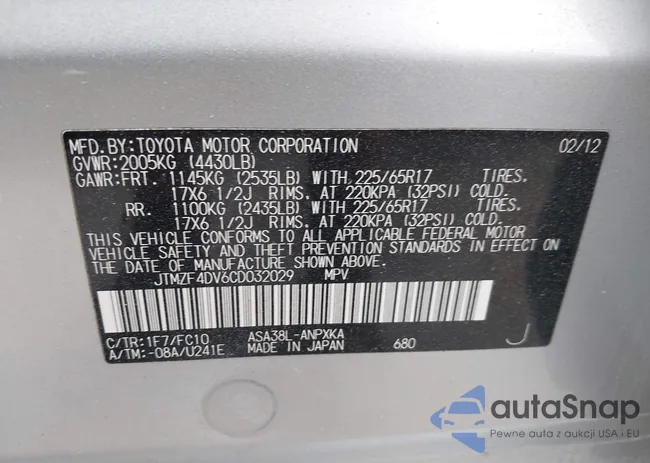 MFD.BY:TOYOTA MOTOR CORPORATION 02/12
GVWR:2005KG (4430LB)
GAWR:FRT. 1145KG (2535LB) WITH 225/65R17 TIRES.
17X6 1/2J RIMS. AT 220KPA (32PSI) COLD.
RR. 1100KG (2435LB) WITH 225/65R17 TIRES.
17X6 1/2J RIMS. AT 220KPA (32PSI) COLD.
THIS VEHICLE CONFORMS TO ALL APPLICABLE FEDERAL MOTOR
VEHICLE SAFETY AND THEFT PREVENTION STANDARDS IN EFFECT ON
THE DATE OF MANUFACTURE SHOWN ABOVE.
JTMZF4DV6CD032029 MPV
C/TR:1F7/FC10 ASA38L-ANPXKA
A/TM:-08A/U241E MADE IN JAPAN 680 J
autaSnap
Pewne auta z aukcji USA i EU